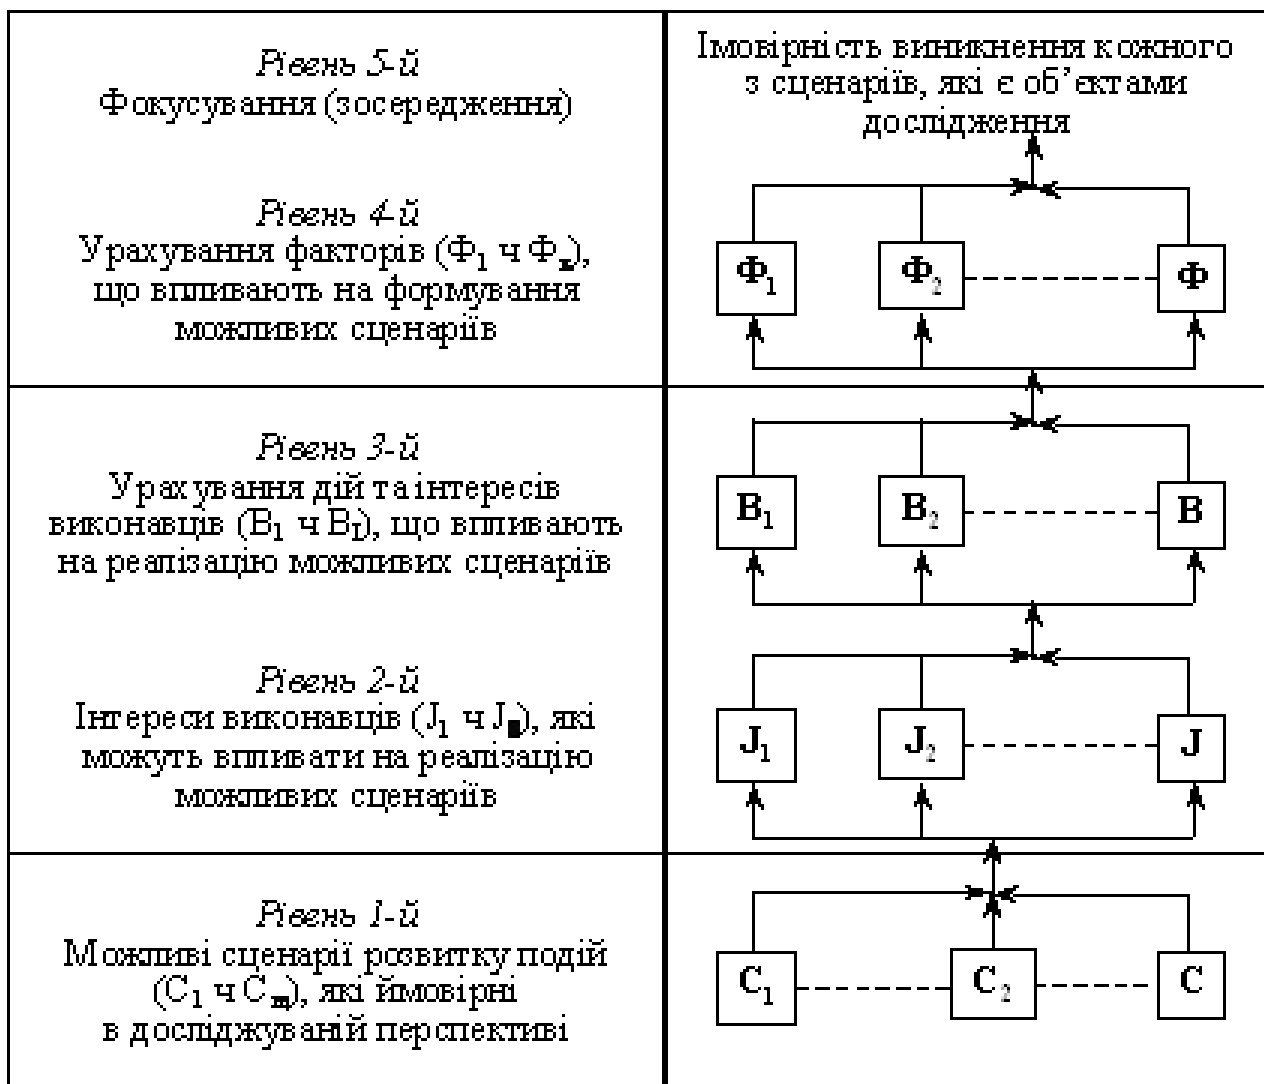 Рівень 5-й
Фокусування (зосередження)
Імовірність виникнення кожного
з сценаріїв, які є об’єктами
дослідження
Рівень 4-й
Урахування факторів (Ф₁ ч Ф),
що впливають на формування
можливих сценаріїв
Ф₁ Ф₂ Ф
Рівень 3-й
Урахування дій та інтересів
виконавців (В₁ ч В), що впливають
на реалізацію можливих сценаріїв
В₁ В₂ В
Рівень 2-й
Інтереси виконавців (J₁ ч J), які
можуть впливати на реалізацію
можливих сценаріїв
J₁ J₂ J
Рівень 1-й
Можливі сценарії розвитку подій
(С₁ ч С), які ймовірні
в досліджуваній перспективі
С₁ С₂ С